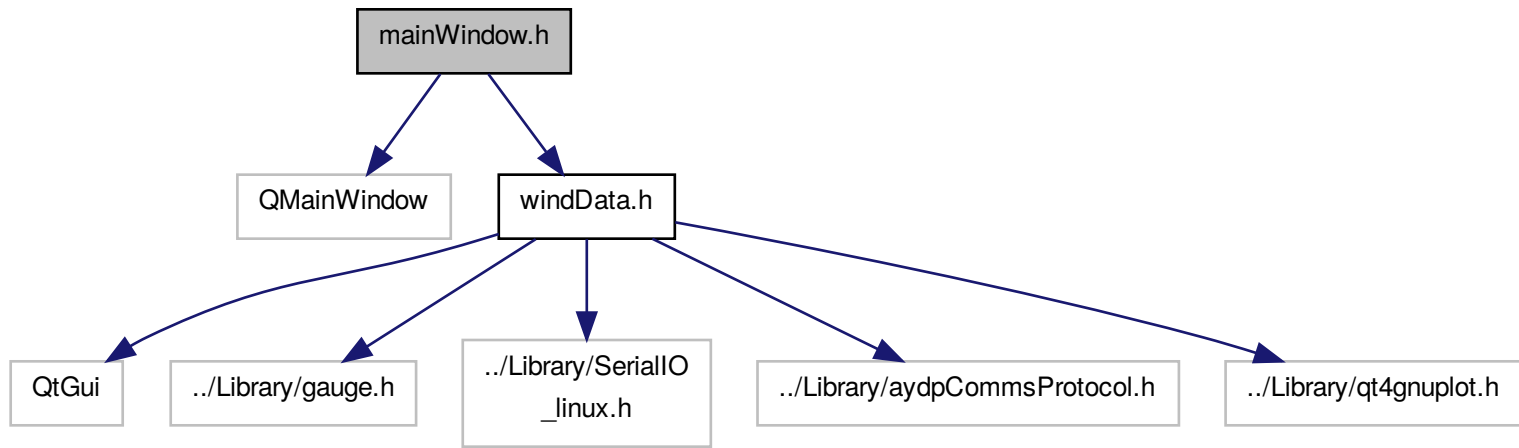 mainWindow.h
QMainWindow
windData.h
QtGui
../Library/gauge.h
../Library/SerialIO
_linux.h
../Library/aydpCommsProtocol.h
../Library/qt4gnuplot.h